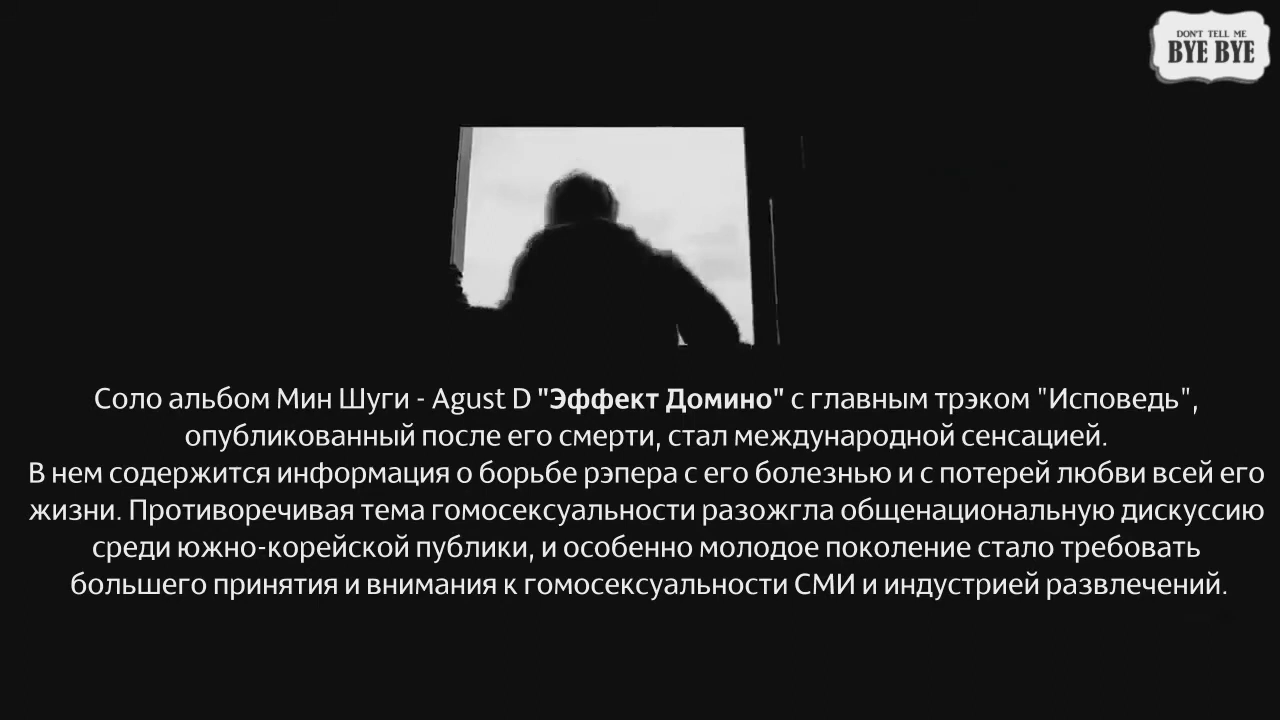 DON'T TELL ME
BYE BYE
Соло альбом Мин Шуги - Agust D "Эффект Домино" с главным трэком "Исповедь",
опубликованный после его смерти, стал международной сенсацией.
В нем содержится информация о борьбе рэпера с его болезнью и с потерей любви всей его
жизни. Противоречивая тема гомосексуальности разожгла общенациональную дискуссию
среди южно-корейской публики, и особенно молодое поколение стало требовать
большего принятия и внимания к гомосексуальности СМИ и индустрией развлечений.